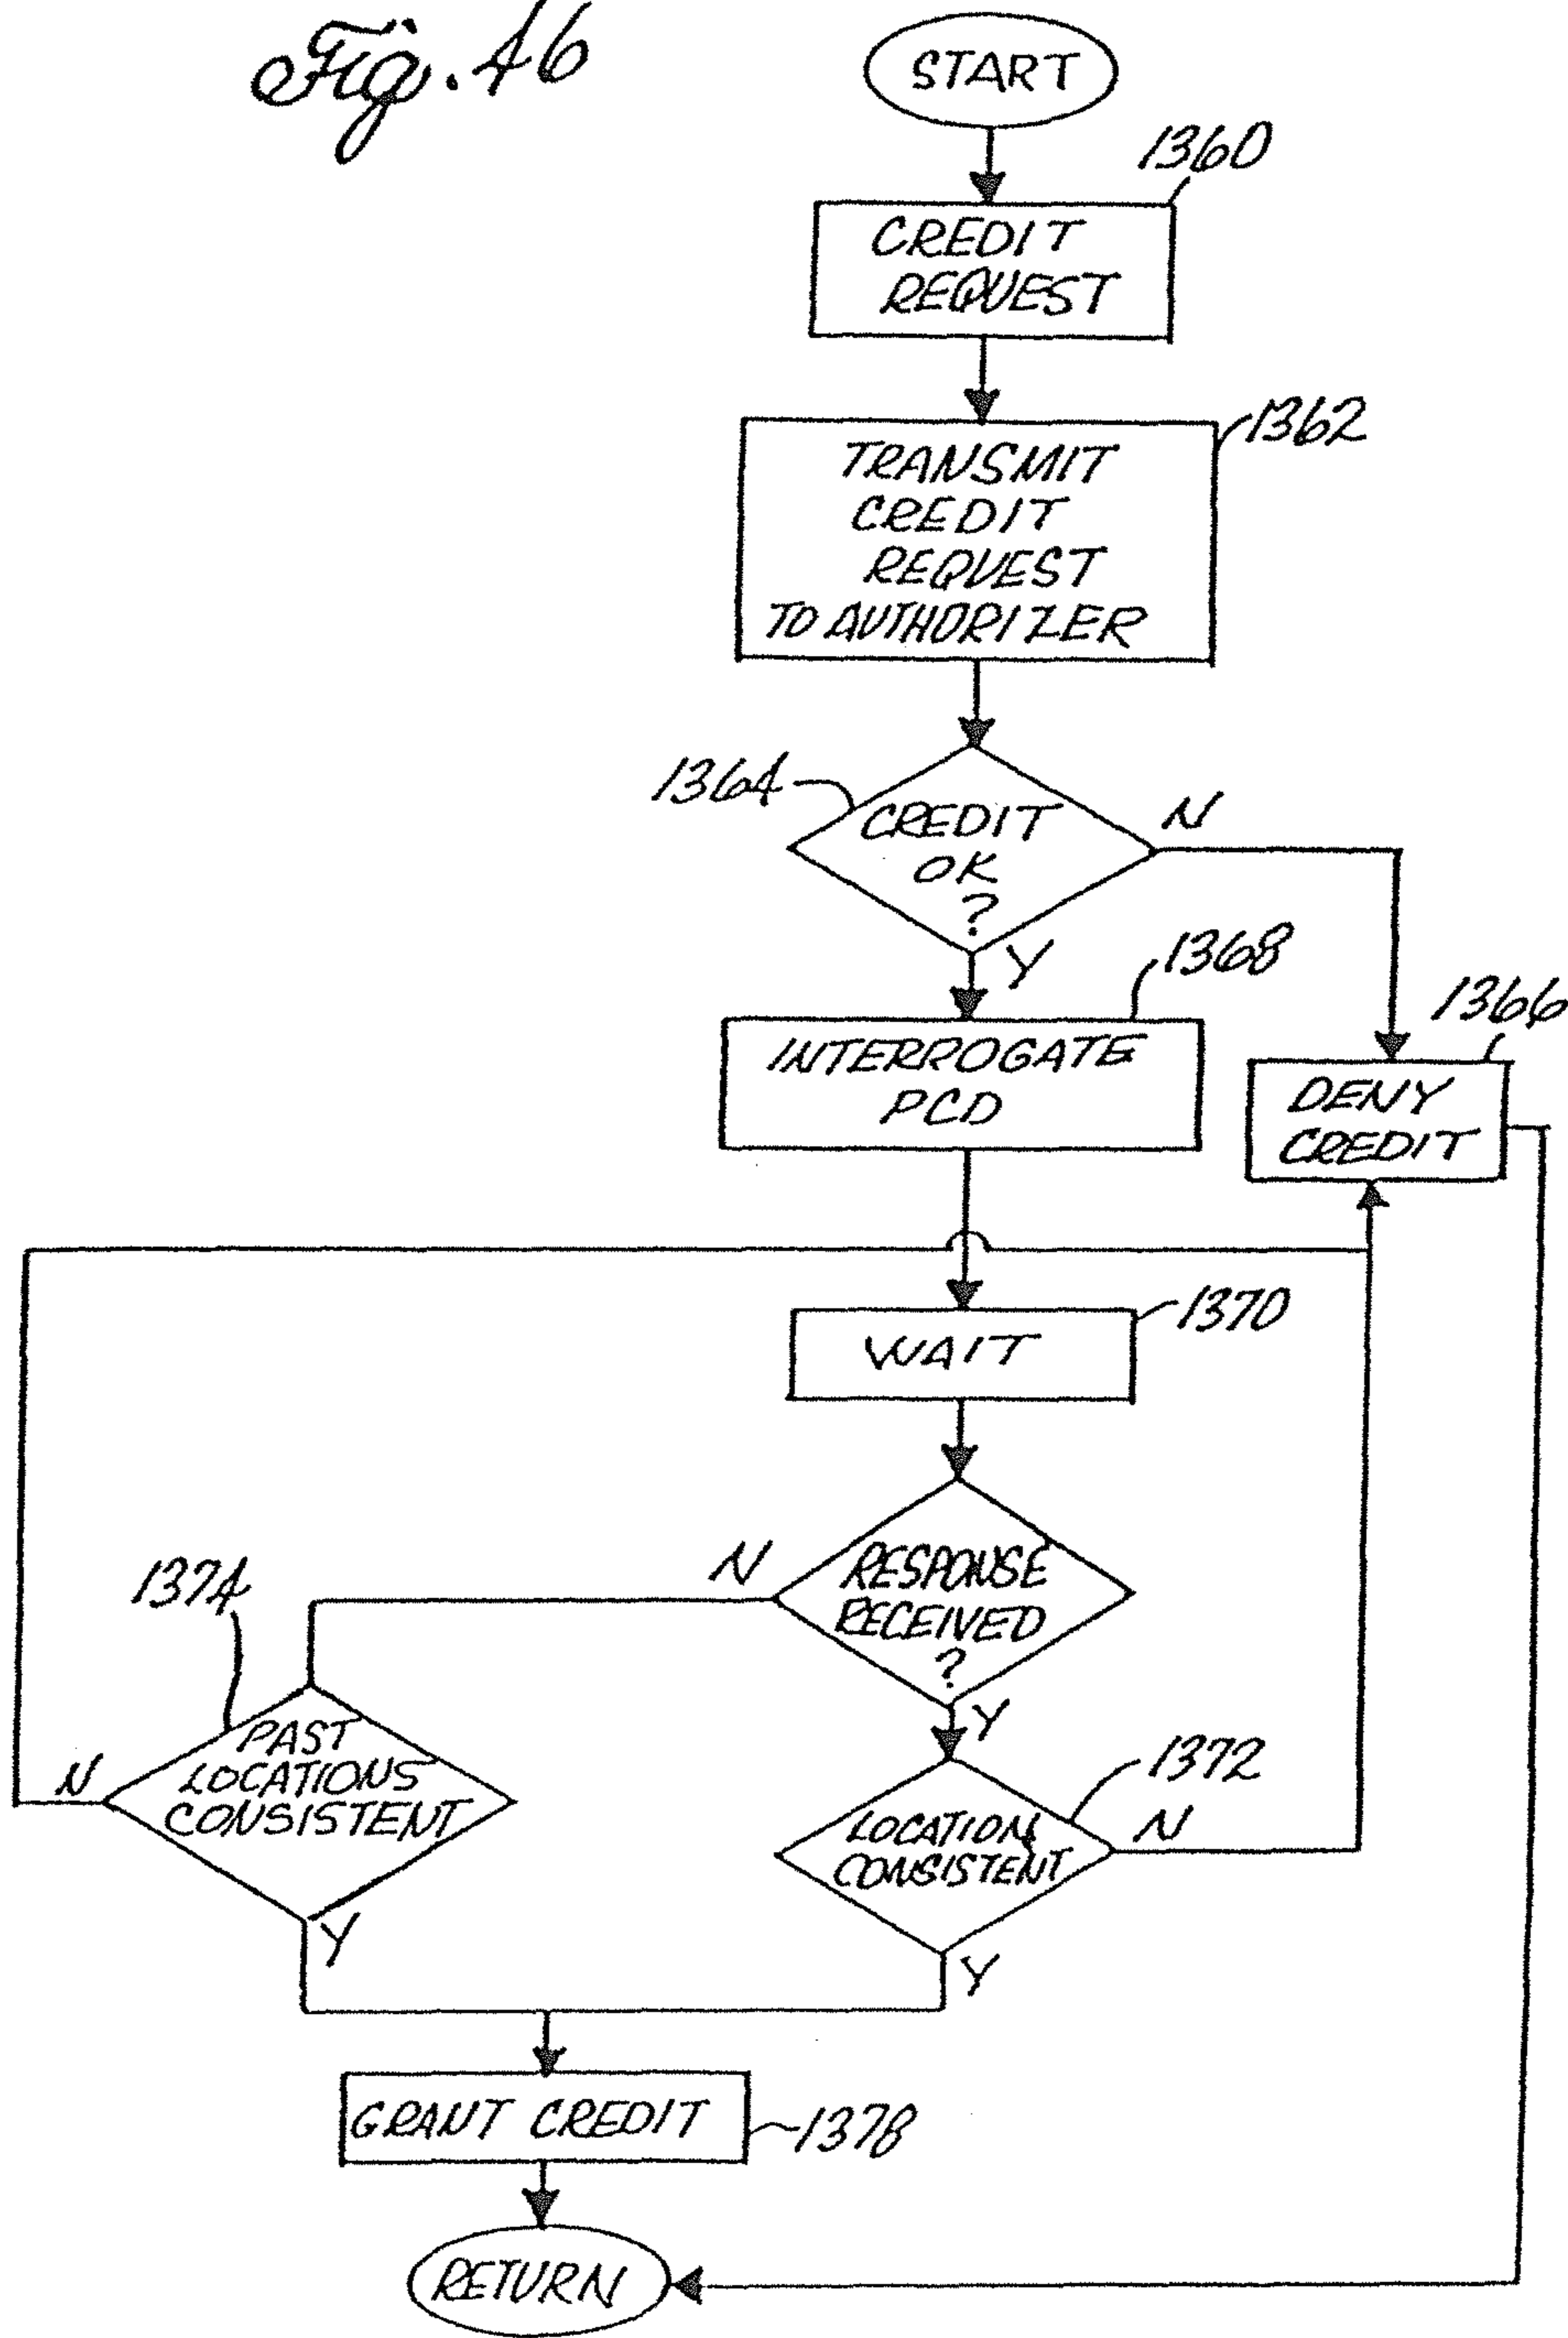 Fig. 46
START
1360
CREDIT
REQUEST
1362
TRANSMIT
CREDIT
REQUEST
TO AUTHORIZER
1364
CREDIT
OK
?
N
Y
1368
INTERROGATE
PCD
1366
DENY
CREDIT
1370
WAIT
N
RESPONSE
RECEIVED
?
Y
1374
PAST
LOCATIONS
CONSISTENT
N
Y
1372
LOCATION
CONSISTENT
N
Y
GRANT CREDIT
1378
RETURN